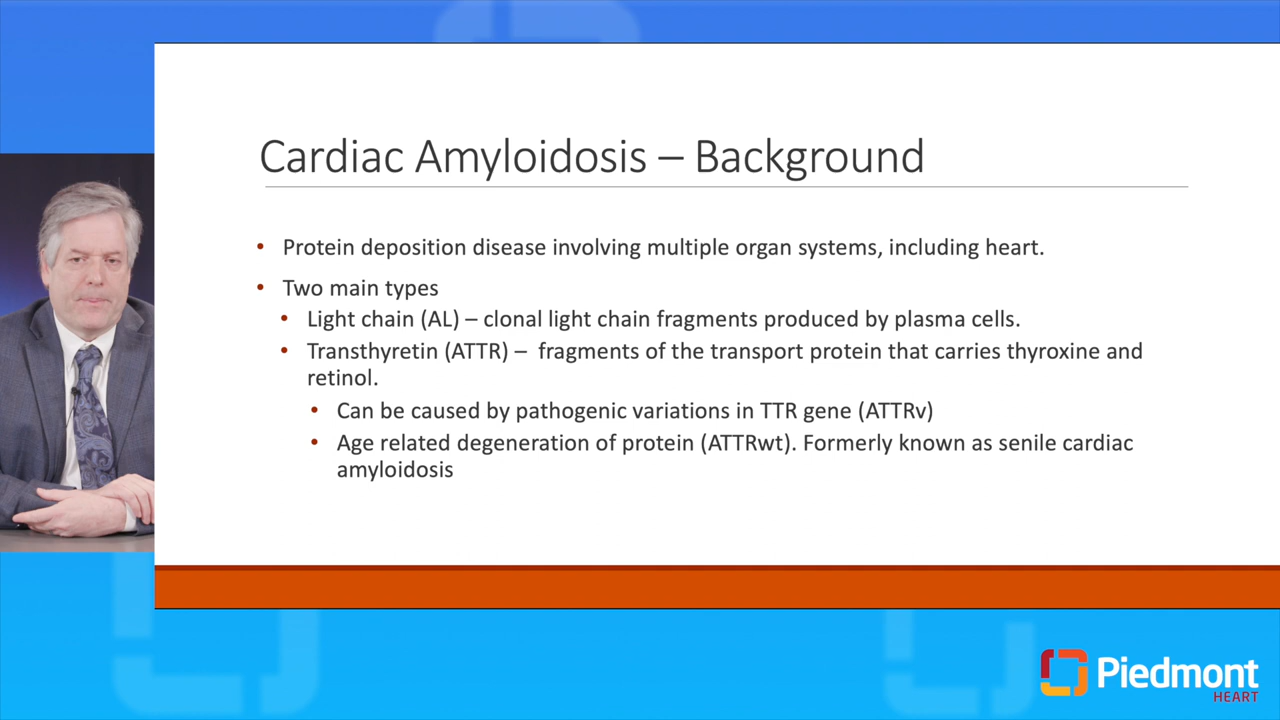 Cardiac Amyloidosis – Background
• Protein deposition disease involving multiple organ systems, including heart.
• Two main types
• Light chain (AL) – clonal light chain fragments produced by plasma cells.
• Transthyretin (ATTR) – fragments of the transport protein that carries thyroxine and
retinol.
• Can be caused by pathogenic variations in TTR gene (ATTRv)
• Age related degeneration of protein (ATTRwt). Formerly known as senile cardiac
amyloidosis
Piedmont
HEART